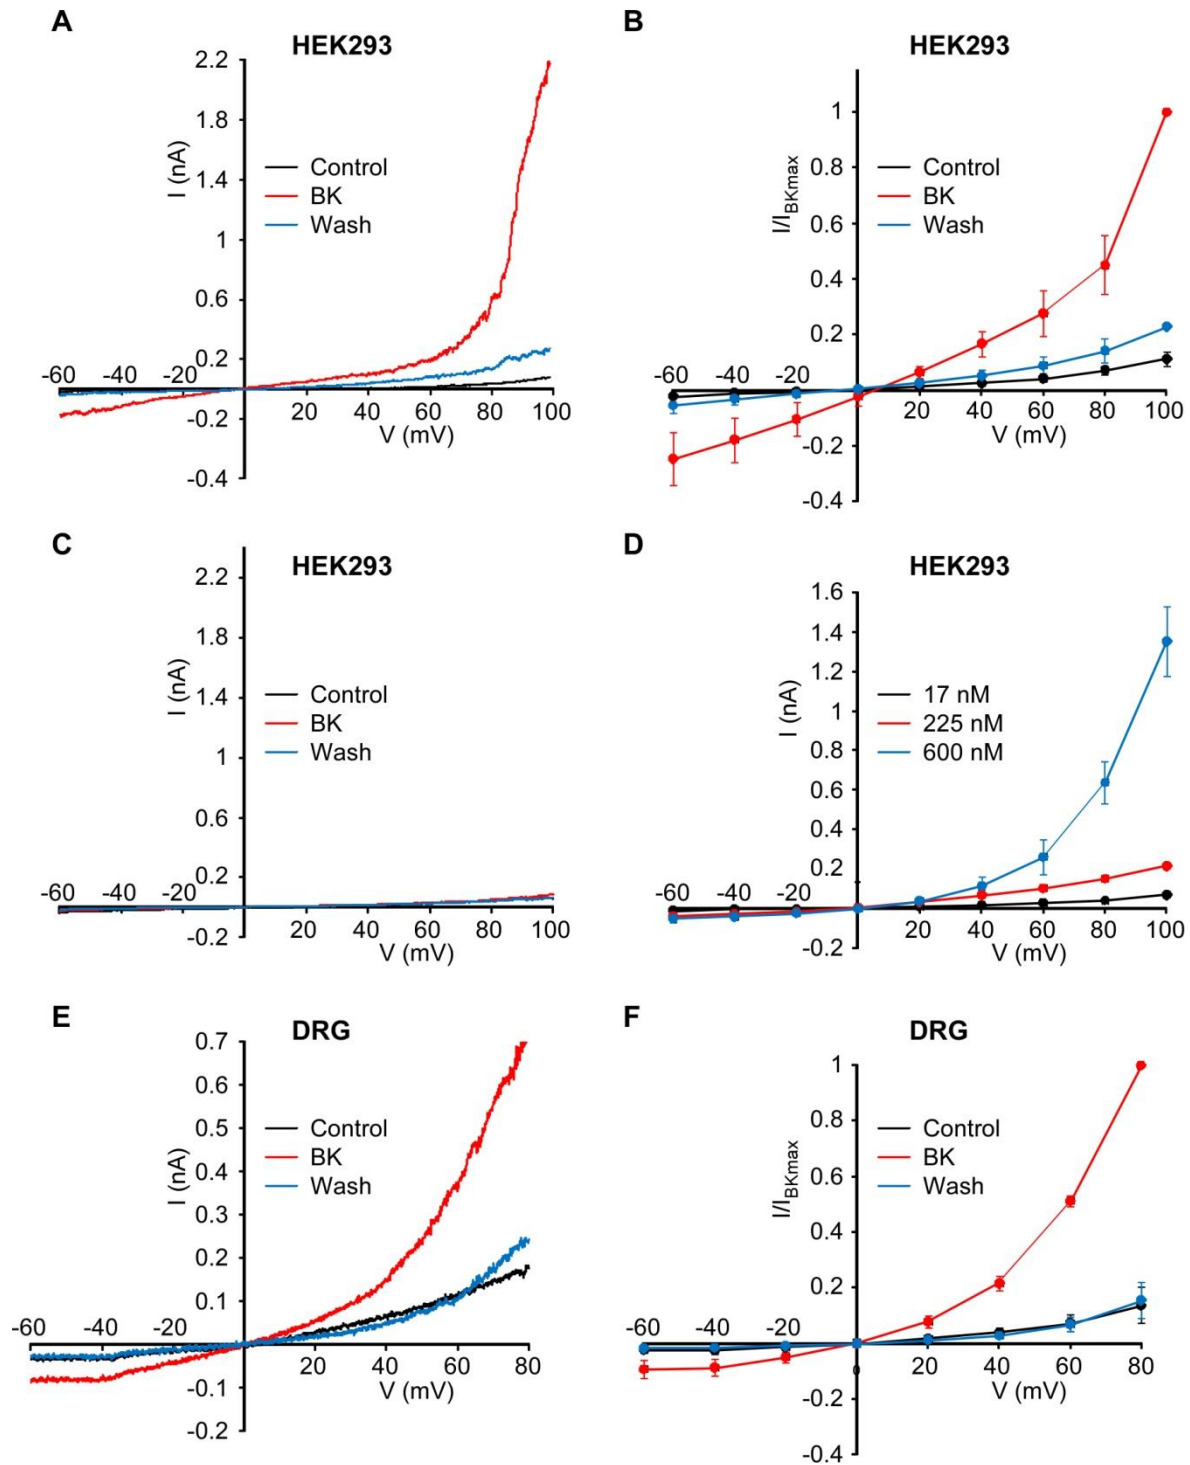 A
HEK293
2.2
1.8
1.4
1
0.6
0.2
-0.2
-0.4
I (nA)
Control
BK
Wash
-60 -20
20 40 60 80 100
V (mV)
B
HEK293
1
0.8
0.6
0.4
0.2
-0.2
-0.4
I/I_BKmax
Control
BK
Wash
-60 -40 -20
20 40 60 80 100
V (mV)
C
HEK293
2.2
1.8
1.4
1
0.6
0.2
-0.2
I (nA)
Control
BK
Wash
-60 -20
20 40 60 80 100
V (mV)
D
HEK293
1.6
1.4
1.2
1
0.8
0.6
0.4
0.2
-0.2
I (nA)
17 nM
225 nM
600 nM
-60 -40 -20
20 40 60 80 100
V (mV)
E
DRG
0.7
0.6
0.5
0.4
0.3
0.2
0.1
-0.1
-0.2
I (nA)
Control
BK
Wash
-60 -40 -20
20 40 60 80
V (mV)
F
DRG
1
0.8
0.6
0.4
0.2
-0.2
-0.4
I/I_BKmax
Control
BK
Wash
-60 -40 -20
0 20 40 60 80
V (mV)